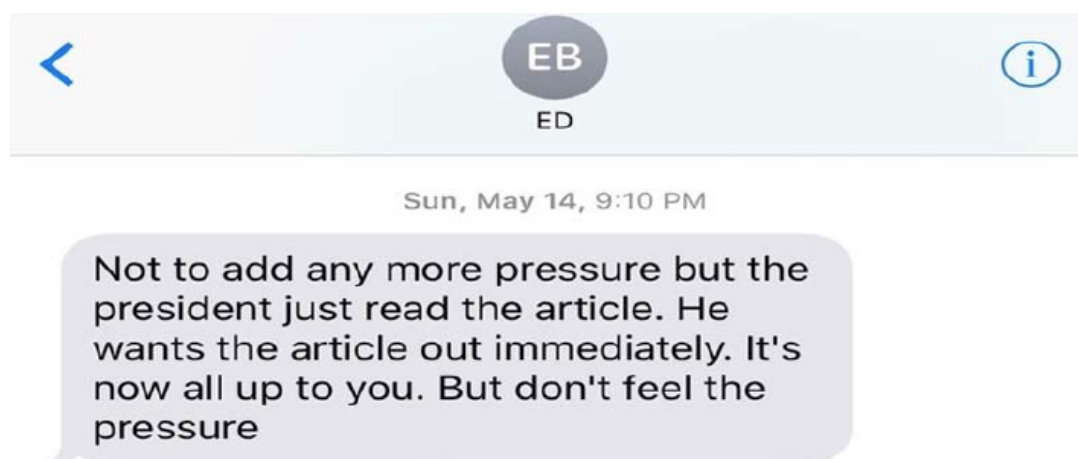 EB
ED
Sun, May 14, 9:10 PM
Not to add any more pressure but the
president just read the article. He
wants the article out immediately. It's
now all up to you. But don't feel the
pressure